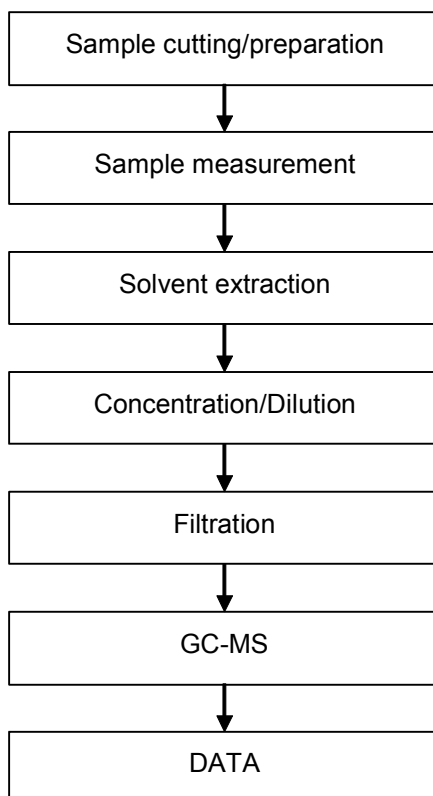 Sample cutting/preparation
Sample measurement
Solvent extraction
Concentration/Dilution
Filtration
GC-MS
DATA